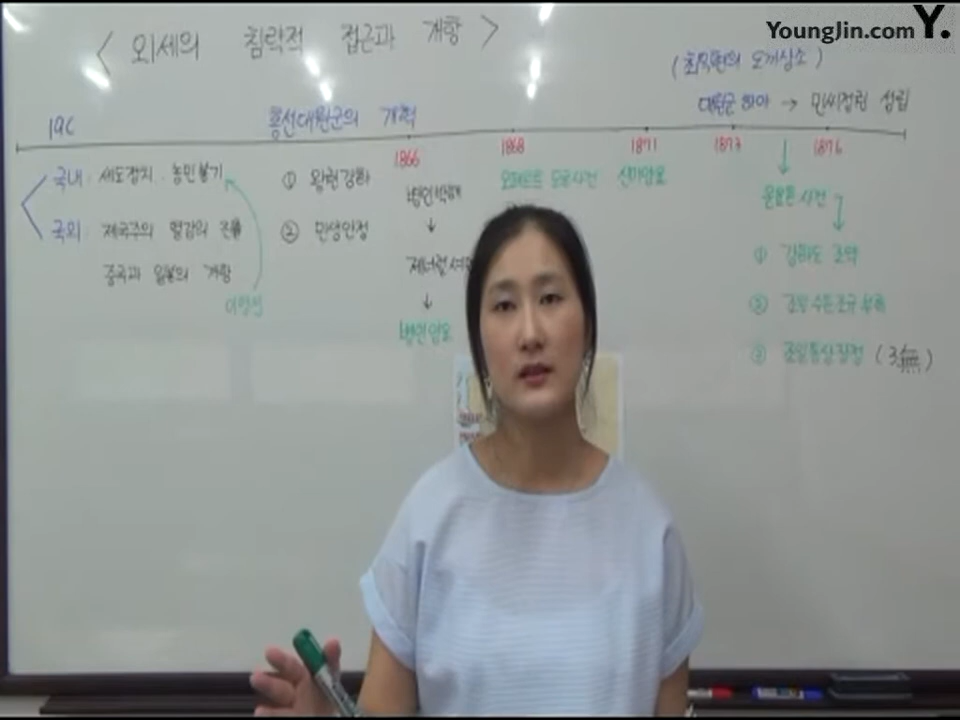 YoungJin.com Y.
< 외세의 침략적 접근과 개항 >
(최익현의 도끼상소)
대원군 하야 → 민씨정권 성립
19C
흥선대원군의 개혁
1866 1868 1871 1873 1876
국내: 세도정치. 농민봉기
① 왕권강화
병인박해
오페르트 도굴사건
신미양요
↓
운요호 사건
국외: 제국주의 열강의 전쟁
② 민생안정
↓
중국과 일본의 개항
제너럴셔먼
① 강화도 조약
이양선
↓
② 조일수호조규 부록
병인양요
③ 조일통상장정 (3無)